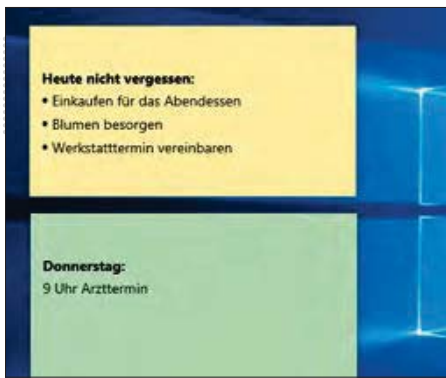 Heute nicht vergessen:
• Einkaufen für das Abendessen
• Blumen besorgen
• Werkstatttermin vereinbaren
Donnerstag:
9 Uhr Arzttermin